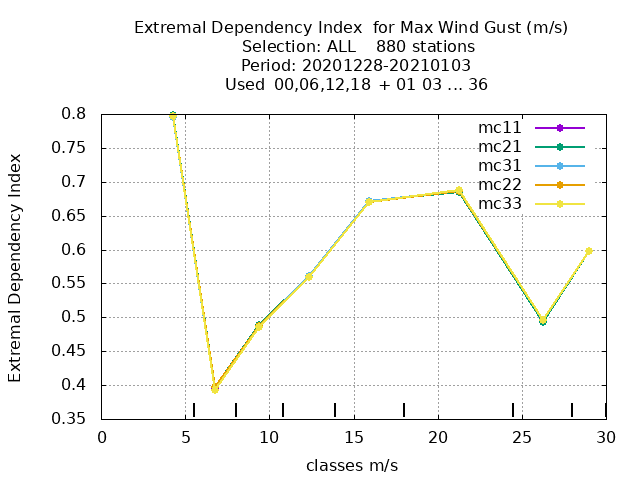 Extremal Dependency Index  for Max Wind Gust (m/s)
Selection: ALL    880 stations
Period: 20201228-20210103
Used  00,06,12,18  + 01 03 ... 36
Extremal Dependency Index
0.8
0.75
0.7
0.65
0.6
0.55
0.5
0.45
0.4
0.35
mc11
mc21
mc31
mc22
mc33
0 5 10 15 20 25 30
classes m/s